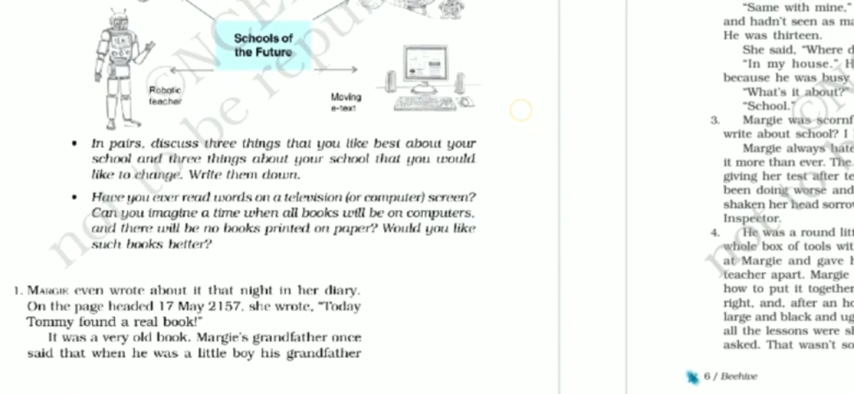 Schools of
the Future
Robotic
teacher
Moving
e-text
• In pairs, discuss three things that you like best about your
school and three things about your school that you would
like to change. Write them down.
• Have you ever read words on a television (or computer) screen?
Can you imagine a time when all books will be on computers,
and there will be no books printed on paper? Would you like
such books better?
1. MARGIE even wrote about it that night in her diary.
On the page headed 17 May 2157, she wrote, "Today
Tommy found a real book!"
It was a very old book. Margie's grandfather once
said that when he was a little boy his grandfather
"Same with mine,"
and hadn't seen as
He was thirteen.
She said, "Where
"In my house."
because he was busy
"What's it about?"
"School."
3. Margie was
write about school? I
Margie always
it more than ever. The
giving her test after
been doing worse and
shaken her head
Inspector.
4. He was a round
whole box of tools
at Margie and gave
teacher apart. Margie
how to put it together
right, and, after an
large and black and
all the lessons were
asked. That wasn't so
6 / Beehive
not to be
© NCE
not to